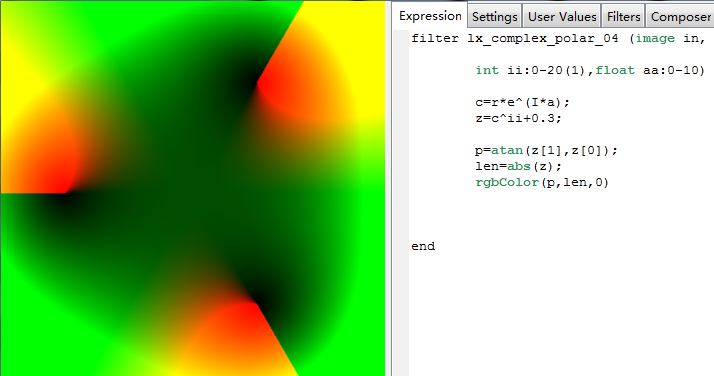 Expression Settings User Values Filters Composer
filter lx_complex_polar_04 (image in,
int ii:0-20(1),float aa:0-10)
c=r*e^(I*a);
z=c^ii+0.3;
p=atan(z[1],z[0]);
len=abs(z);
rgbColor(p,len,0)
end